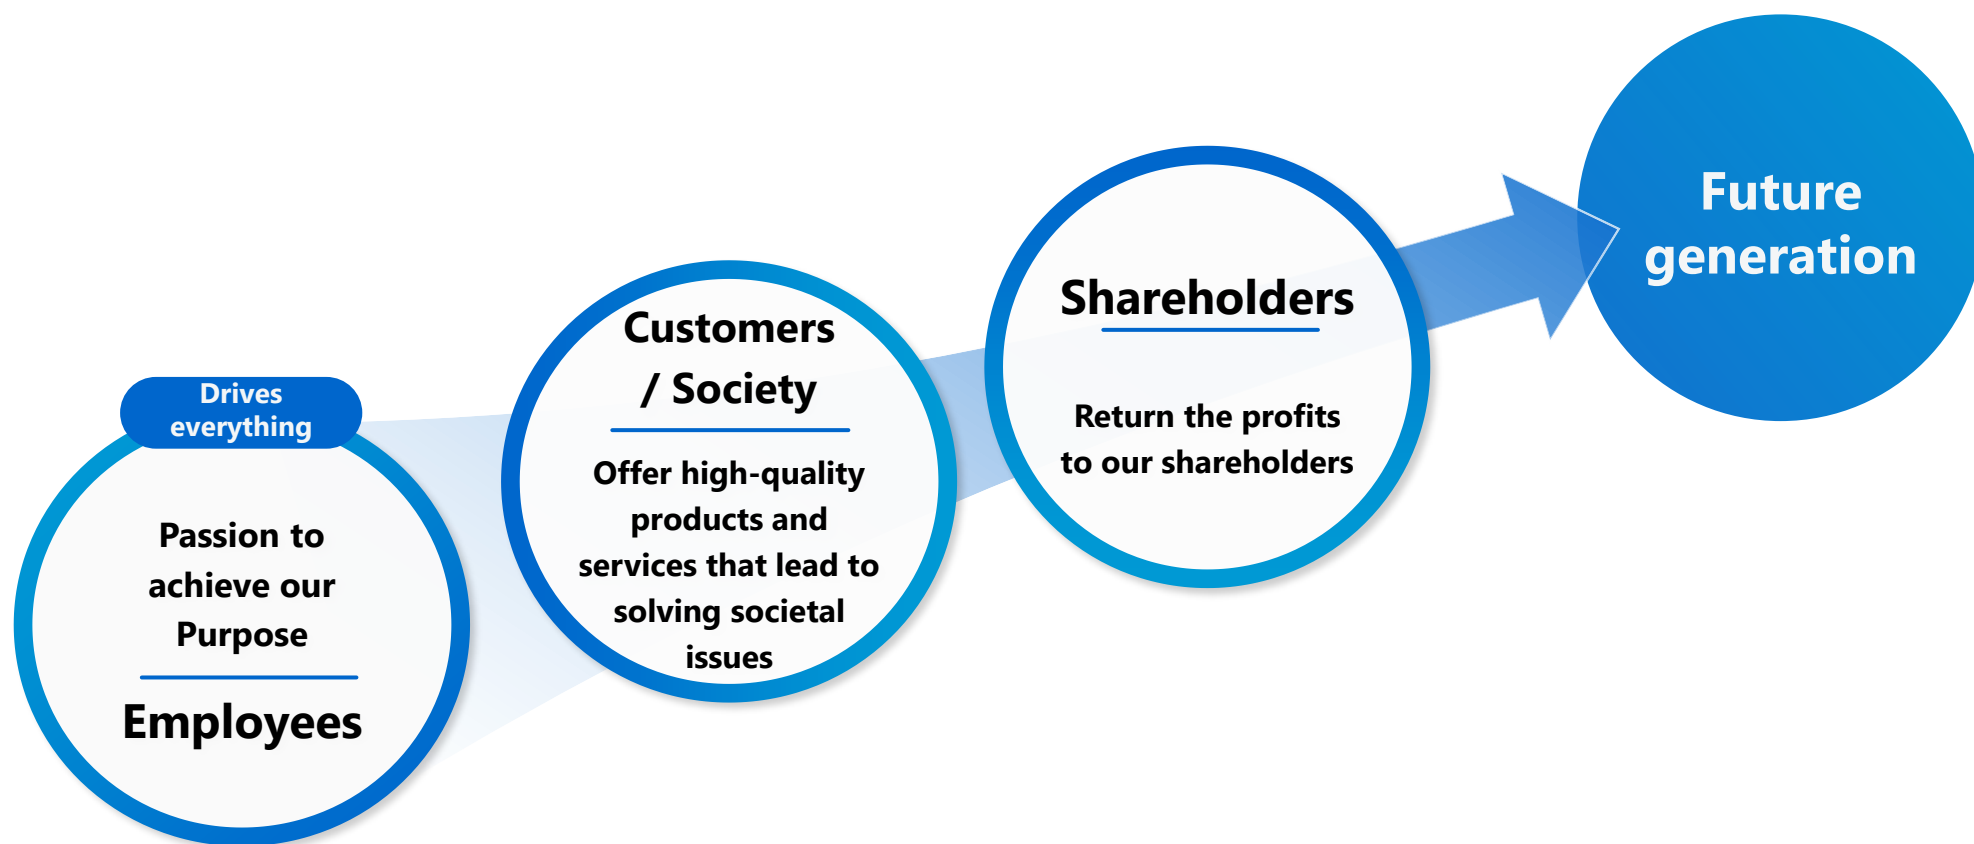 Drives
everything
Passion to
achieve our
Purpose
Employees
Customers
/ Society
Offer high-quality
products and
services that lead to
solving societal
issues
Shareholders
Return the profits
to our shareholders
Future
generation